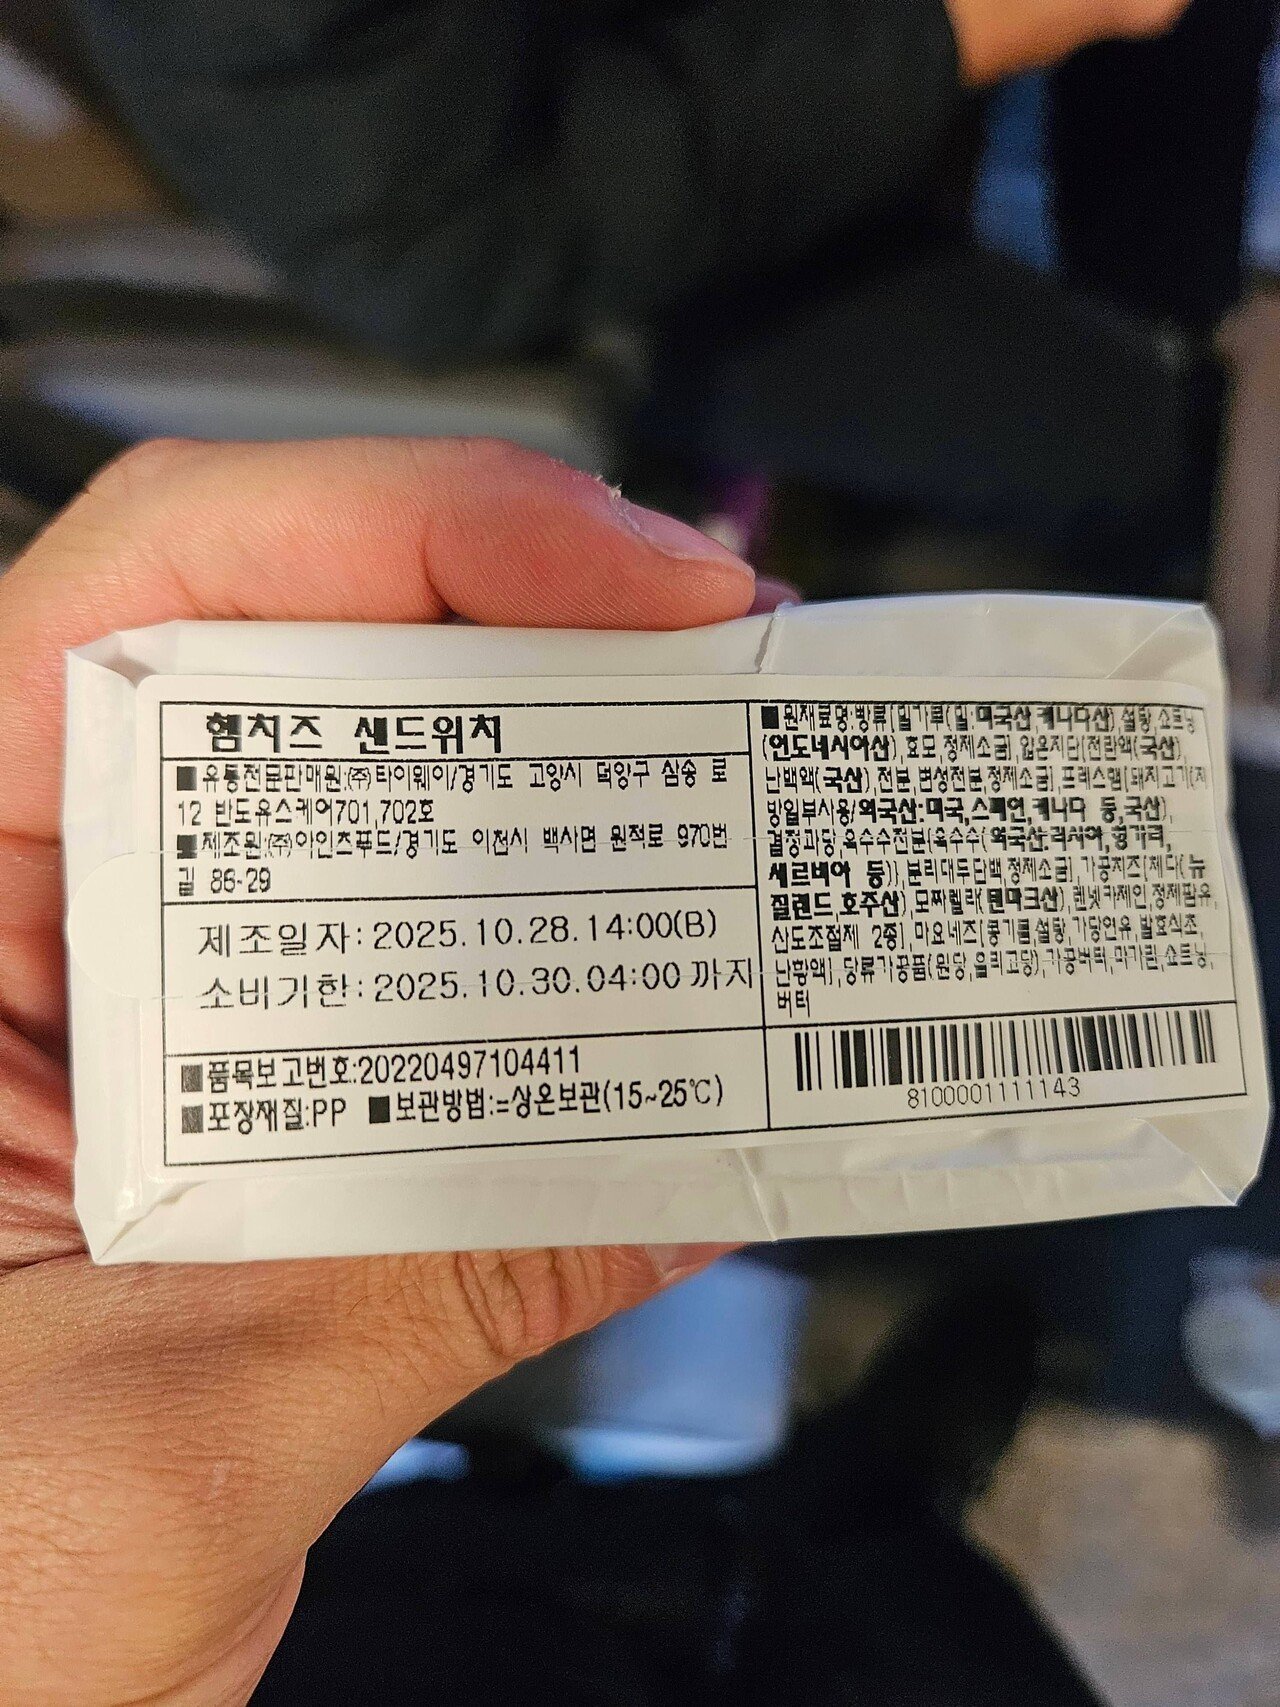 햄치즈 샌드위치
■유통전문판매원:㈜타이웨이/경기도 고양시 덕양구 삼송 로
12 반도유스퀘어701,702호
■제조원:㈜아인츠푸드/경기도 이천시 백사면 원적로 970번
길 86-29
제조일자:2025.10.28.14:00(B)
소비기한:2025.10.30.04:00 까지
■품목보고번호:20220497104411
■포장재질:PP ■보관방법:=상온보관(15~25℃)
■원재료명:빵류[밀가루(밀:미국산,캐나다산),설탕,쇼트닝
(인도네시아산),효모,정제소금],얇은지단[전란액(국산),
난백액(국산),전분,변성전분,정제소금],프레스햄[돼지고기(지
방일부사용/외국산:미국,스페인,캐나다 등,국산),
결정과당,옥수수전분(옥수수(외국산:러시아,헝가리,
세르비아 등)),분리대두단백,정제소금],가공치즈[체다(뉴
질랜드,호주산),모짜렐라(덴마크산),렌넷카제인,정제팜유,
산도조절제 2종],마요네즈[콩기름,설탕,가당연유,발효식초,
난황액],당류가공품(원당,올리고당),가공버터,마가린,쇼트닝,
버터
8100001111143